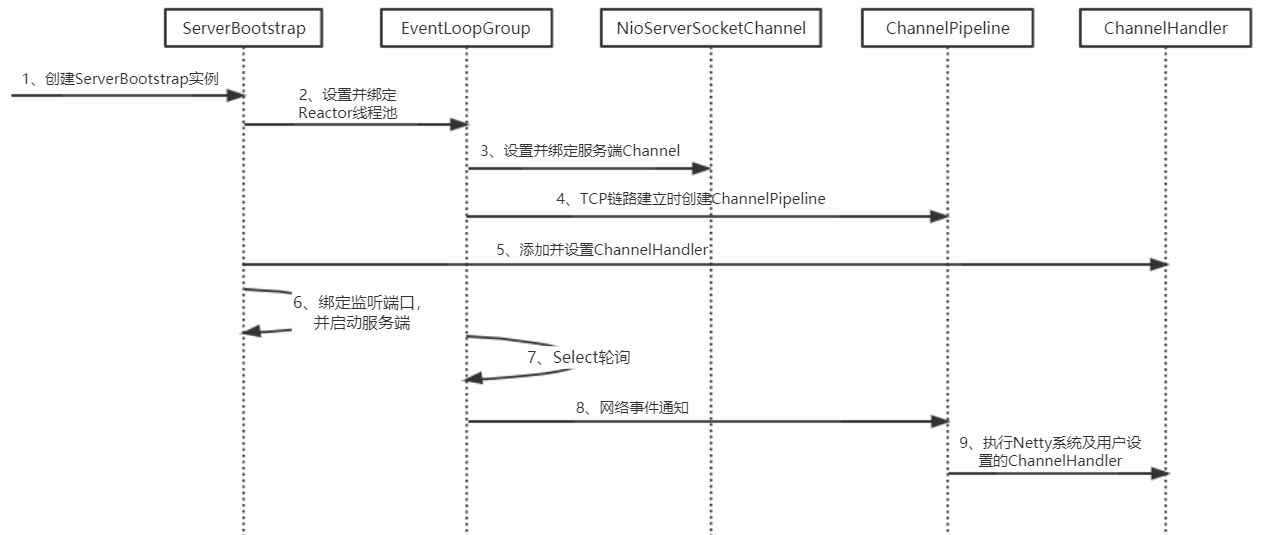 ServerBootstrap
EventLoopGroup
NioServerSocketChannel
ChannelPipeline
ChannelHandler
1、创建ServerBootstrap实例
2、设置并绑定
Reactor线程池
3、设置并绑定服务端Channel
4、TCP链路建立时创建ChannelPipeline
5、添加并设置ChannelHandler
6、绑定监听端口，
并启动服务端
7、Select轮询
8、网络事件通知
9、执行Netty系统及用户设
置的ChannelHandler